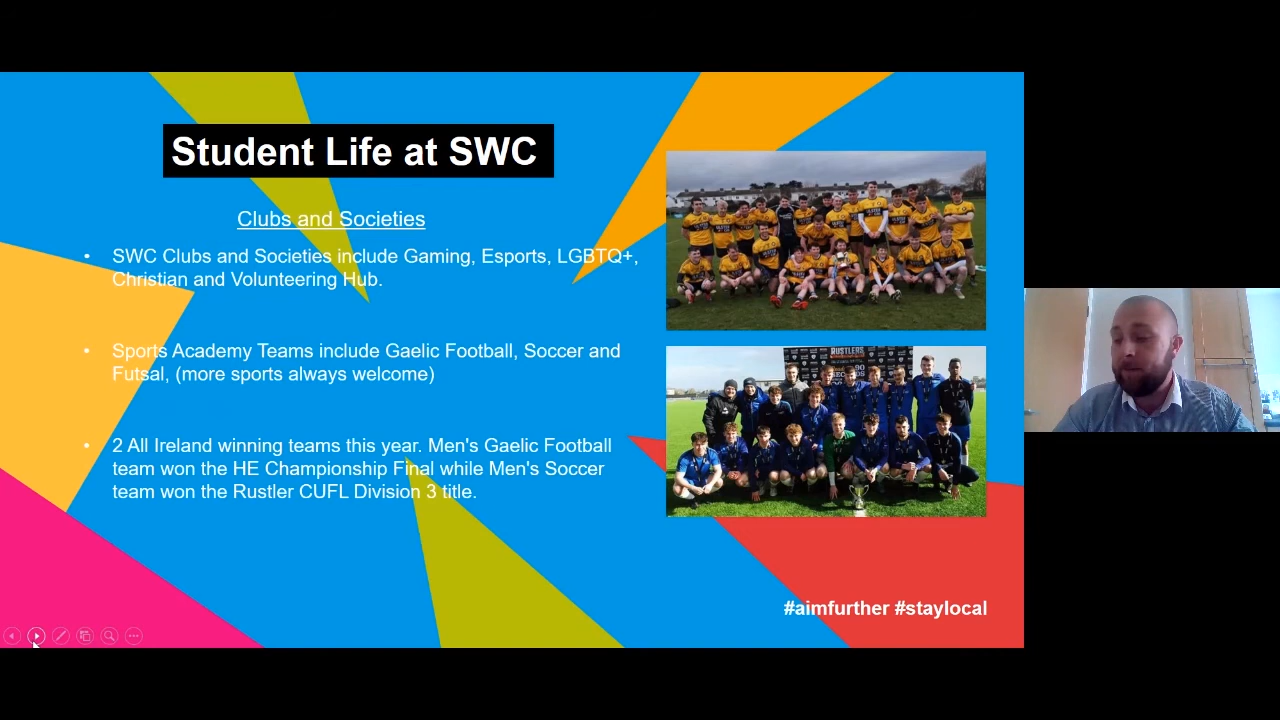 Student Life at SWC
Clubs and Societies
• SWC Clubs and Societies include Gaming, Esports, LGBTQ+,
Christian and Volunteering Hub.
• Sports Academy Teams include Gaelic Football, Soccer and
Futsal, (more sports always welcome)
• 2 All Ireland winning teams this year. Men's Gaelic Football
team won the HE Championship Final while Men's Soccer
team won the Rustler CUFL Division 3 title.
RUSTLERS
#aimfurther #staylocal